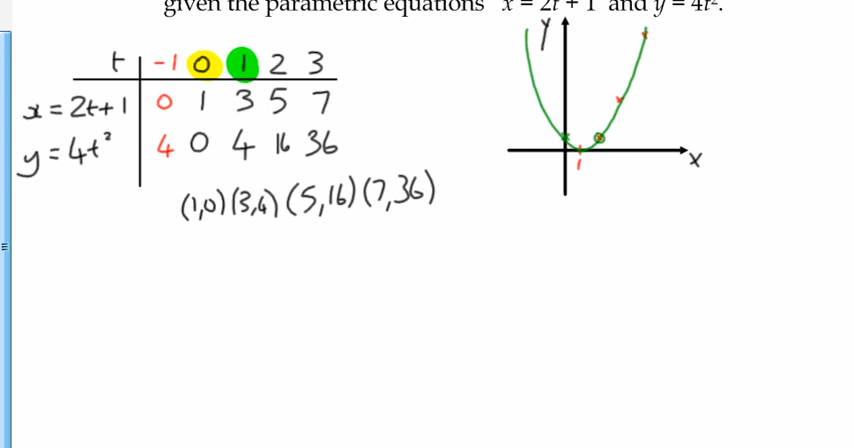 given the parametric equations x = 2t + 1 and y = 4t².
t -1 0 1 2 3
x = 2t+1 0 1 3 5 7
y = 4t² 4 0 4 16 36
(1,0) (3,4) (5,16) (7,36)
y
x
1